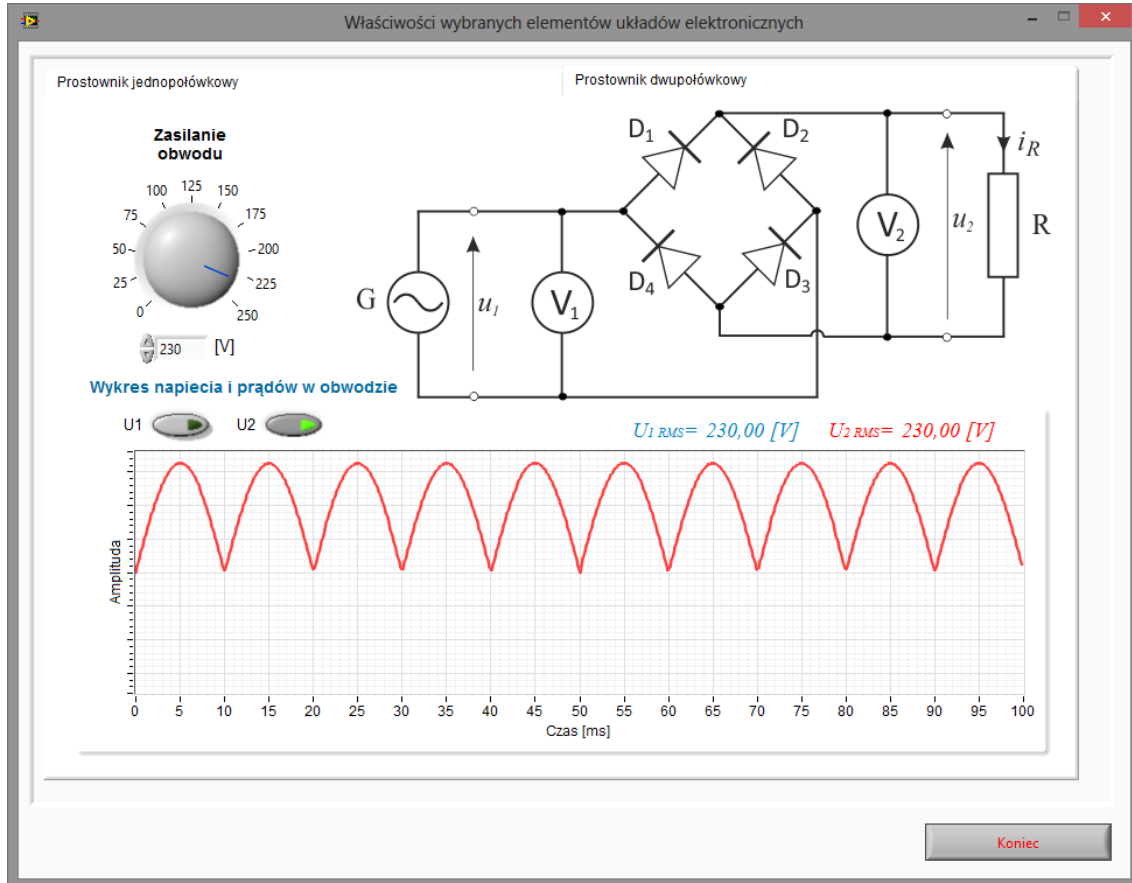 Właściwości wybranych elementów układów elektronicznych
Prostownik jednopołówkowy
Prostownik dwupołówkowy
Zasilanie
obwodu
0 25 50 75 100 125 150 175 200 225 250
230 [V]
G
u1
V1
D1
D2
D3
D4
V2
u2
iR
R
Wykres napiecia i prądów w obwodzie
U1 U2
U1 RMS= 230,00 [V] U2 RMS= 230,00 [V]
Amplituda
0 5 10 15 20 25 30 35 40 45 50 55 60 65 70 75 80 85 90 95 100
Czas [ms]
Koniec